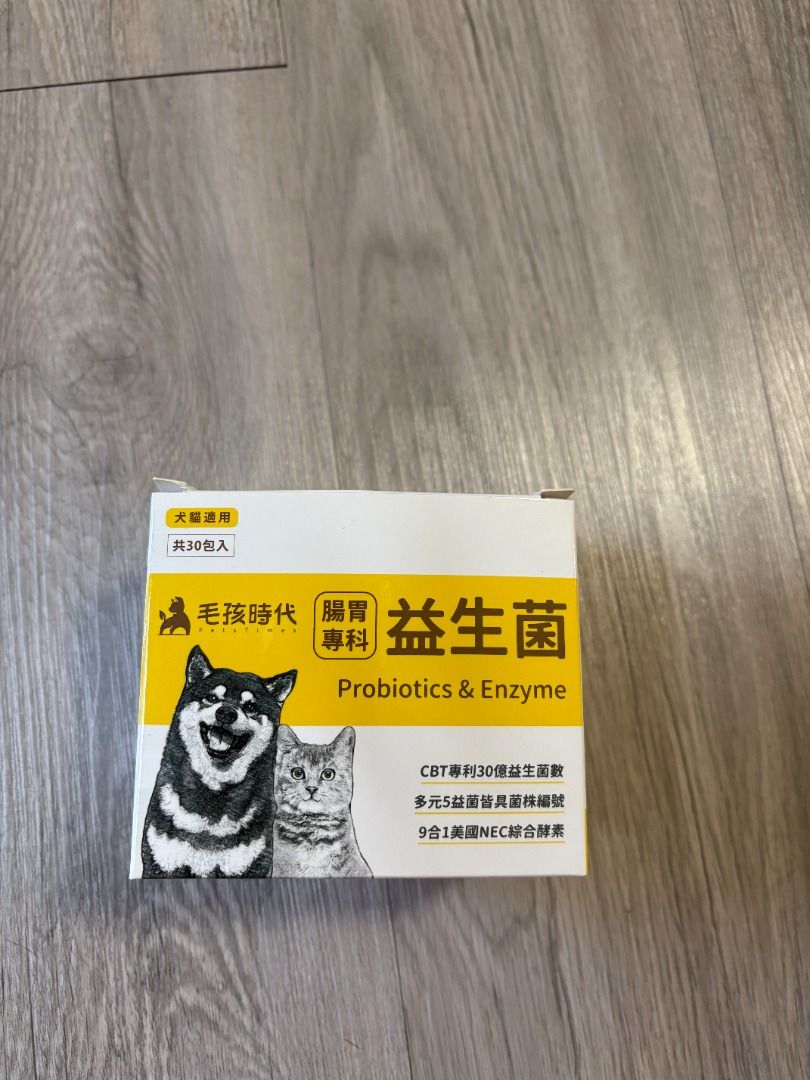 犬貓適用
共30包入
毛孩時代
PetsTimes
腸胃
專科
益生菌
Probiotics & Enzyme
CBT專利30億益生菌數
多元5益菌皆具菌株編號
9合1美國NEC綜合酵素